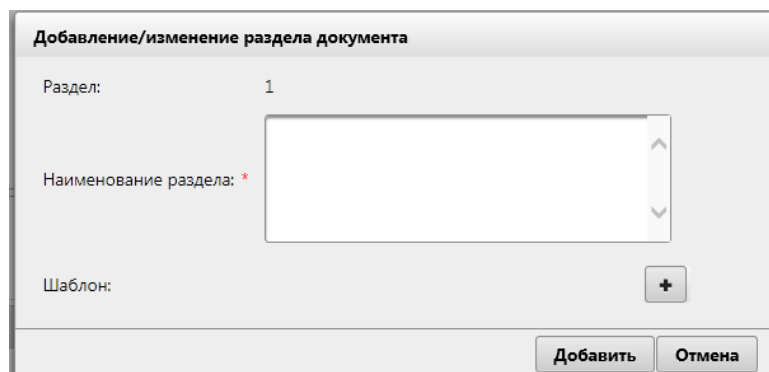 Добавление/изменение раздела документа
Раздел: 1
Наименование раздела: *
Шаблон:
Добавить Отмена